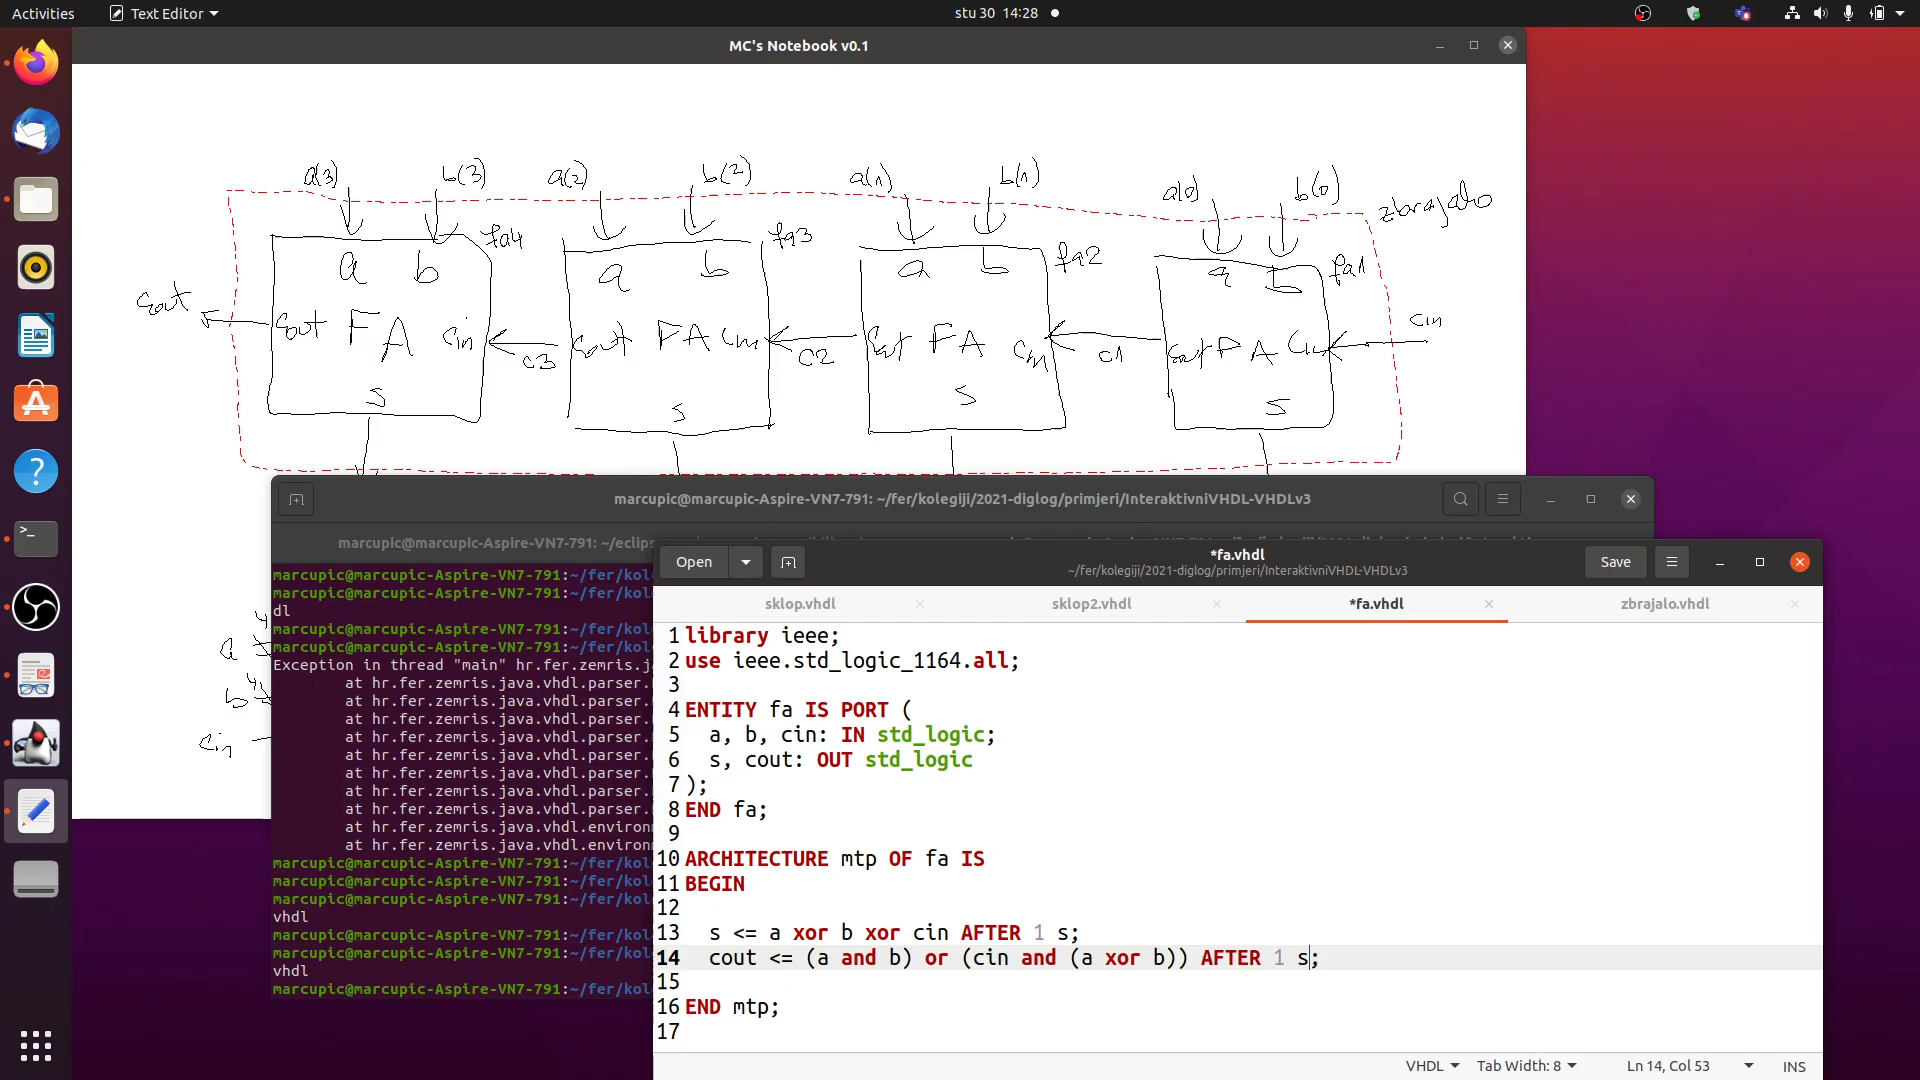 Activities
Text Editor
stu 30 14:28
MC's Notebook v0.1
a(3) b(3) a(2) b(2) a(1) b(1) a(0) b(0) zbrajalo
fa4 fa3 fa2 fa1
a b a b a b a b
cout cout FA cin c3 cout FA cin c2 cout FA cin c1 cout FA cin cin
s s s s
4
a
4
b
cin
marcupic@marcupic-Aspire-VN7-791: ~/fer/kolegiji/2021-diglog/primjeri/InteraktivniVHDL-VHDLv3
marcupic@marcupic-Aspire-VN7-791: ~/eclips
marcupic@marcupic-Aspire-VN7-791:~/fer/kol
marcupic@marcupic-Aspire-VN7-791:~/fer/kol
dl
marcupic@marcupic-Aspire-VN7-791:~/fer/kol
marcupic@marcupic-Aspire-VN7-791:~/fer/kol
Exception in thread "main" hr.fer.zemris.j
at hr.fer.zemris.java.vhdl.parser.
at hr.fer.zemris.java.vhdl.parser.
at hr.fer.zemris.java.vhdl.parser.
at hr.fer.zemris.java.vhdl.parser.
at hr.fer.zemris.java.vhdl.parser.
at hr.fer.zemris.java.vhdl.parser.
at hr.fer.zemris.java.vhdl.parser.
at hr.fer.zemris.java.vhdl.parser.
at hr.fer.zemris.java.vhdl.environ
at hr.fer.zemris.java.vhdl.environ
marcupic@marcupic-Aspire-VN7-791:~/fer/kol
marcupic@marcupic-Aspire-VN7-791:~/fer/kol
marcupic@marcupic-Aspire-VN7-791:~/fer/kol
vhdl
marcupic@marcupic-Aspire-VN7-791:~/fer/kol
marcupic@marcupic-Aspire-VN7-791:~/fer/kol
vhdl
marcupic@marcupic-Aspire-VN7-791:~/fer/kol
Open
*fa.vhdl
~/fer/kolegiji/2021-diglog/primjeri/InteraktivniVHDL-VHDLv3
Save
sklop.vhdl sklop2.vhdl *fa.vhdl zbrajalo.vhdl
1 library ieee;
2 use ieee.std_logic_1164.all;
3
4 ENTITY fa IS PORT (
5 a, b, cin: IN std_logic;
6 s, cout: OUT std_logic
7 );
8 END fa;
9
10 ARCHITECTURE mtp OF fa IS
11 BEGIN
12
13 s <= a xor b xor cin AFTER 1 s;
14 cout <= (a and b) or (cin and (a xor b)) AFTER 1 s;
15
16 END mtp;
17
VHDL Tab Width: 8 Ln 14, Col 53 INS